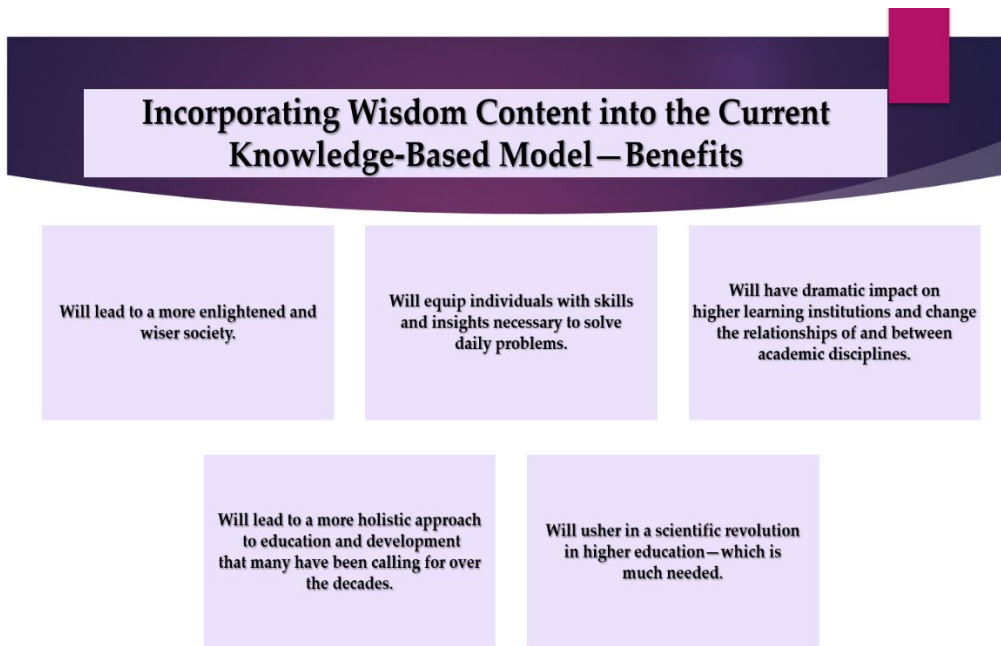 Incorporating Wisdom Content into the Current
Knowledge-Based Model—Benefits
Will lead to a more enlightened and
wiser society.
Will equip individuals with skills
and insights necessary to solve
daily problems.
Will have dramatic impact on
higher learning institutions and change
the relationships of and between
academic disciplines.
Will lead to a more holistic approach
to education and development
that many have been calling for over
the decades.
Will usher in a scientific revolution
in higher education—which is
much needed.